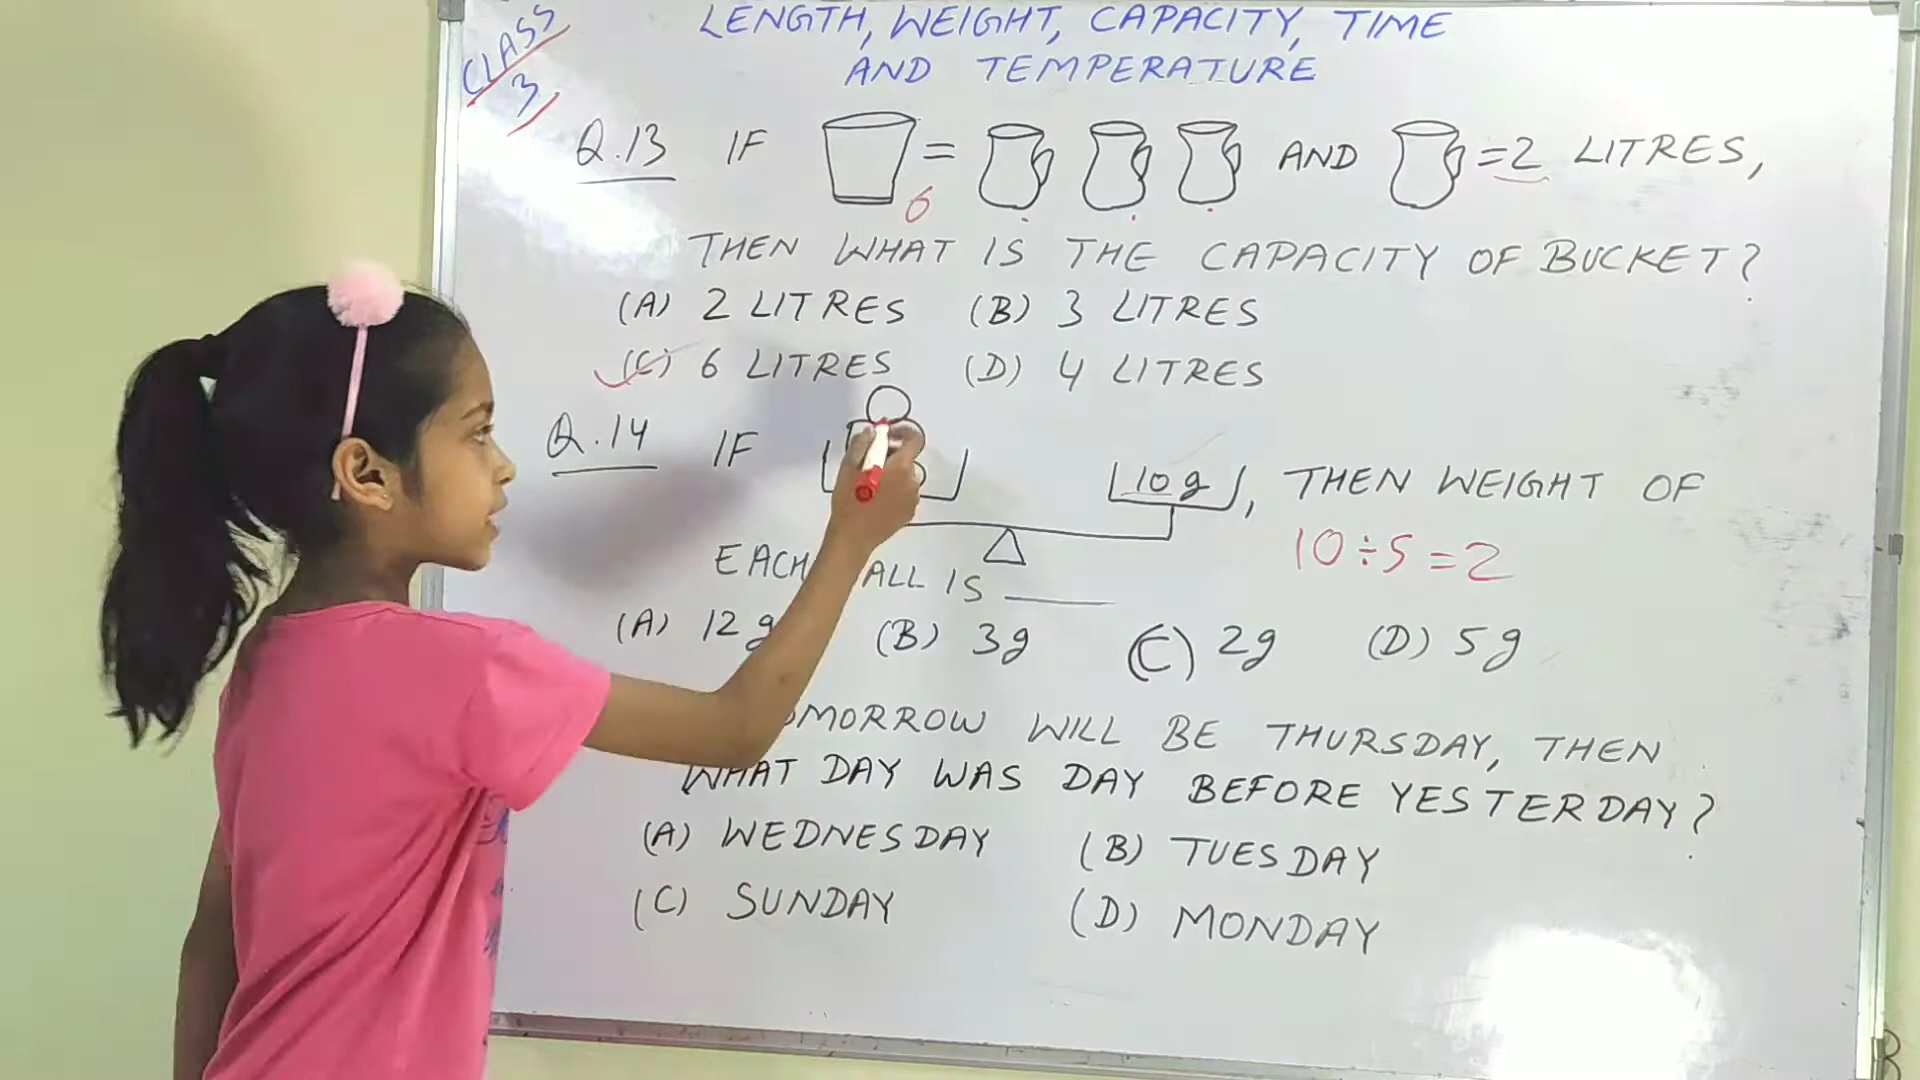 CLASS
3
LENGTH, WEIGHT, CAPACITY, TIME
AND TEMPERATURE
Q.13 IF = AND = 2 LITRES,
6
THEN WHAT IS THE CAPACITY OF BUCKET?
(A) 2 LITRES (B) 3 LITRES
(C) 6 LITRES (D) 4 LITRES
Q.14 IF 10g, THEN WEIGHT OF
10÷5=2
EACH ALL IS ____
(A) 12g (B) 3g (C) 2g (D) 5g
OMORROW WILL BE THURSDAY, THEN
WHAT DAY WAS DAY BEFORE YESTERDAY?
(A) WEDNESDAY (B) TUESDAY
(C) SUNDAY (D) MONDAY